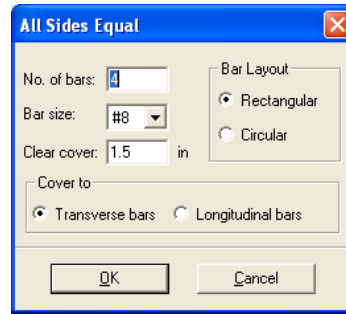 All Sides Equal
No. of bars: 4
Bar size: #8
Clear cover: 1.5 in
Bar Layout
Rectangular
Circular
Cover to
Transverse bars Longitudinal bars
OK Cancel